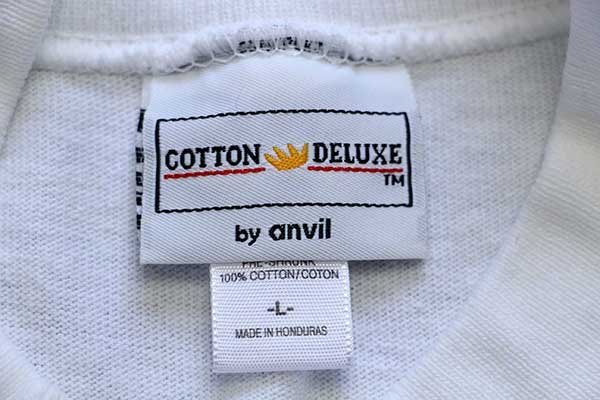 COTTON DELUXE
TM
by anvil
PRE-SHRUNK
100% COTTON/COTON
-L-
MADE IN HONDURAS